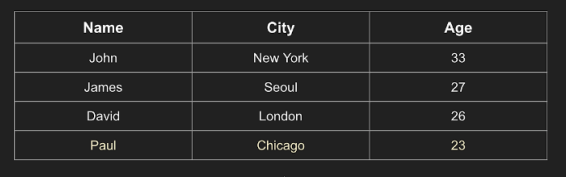 Name City Age
John New York 33
James Seoul 27
David London 26
Paul Chicago 23